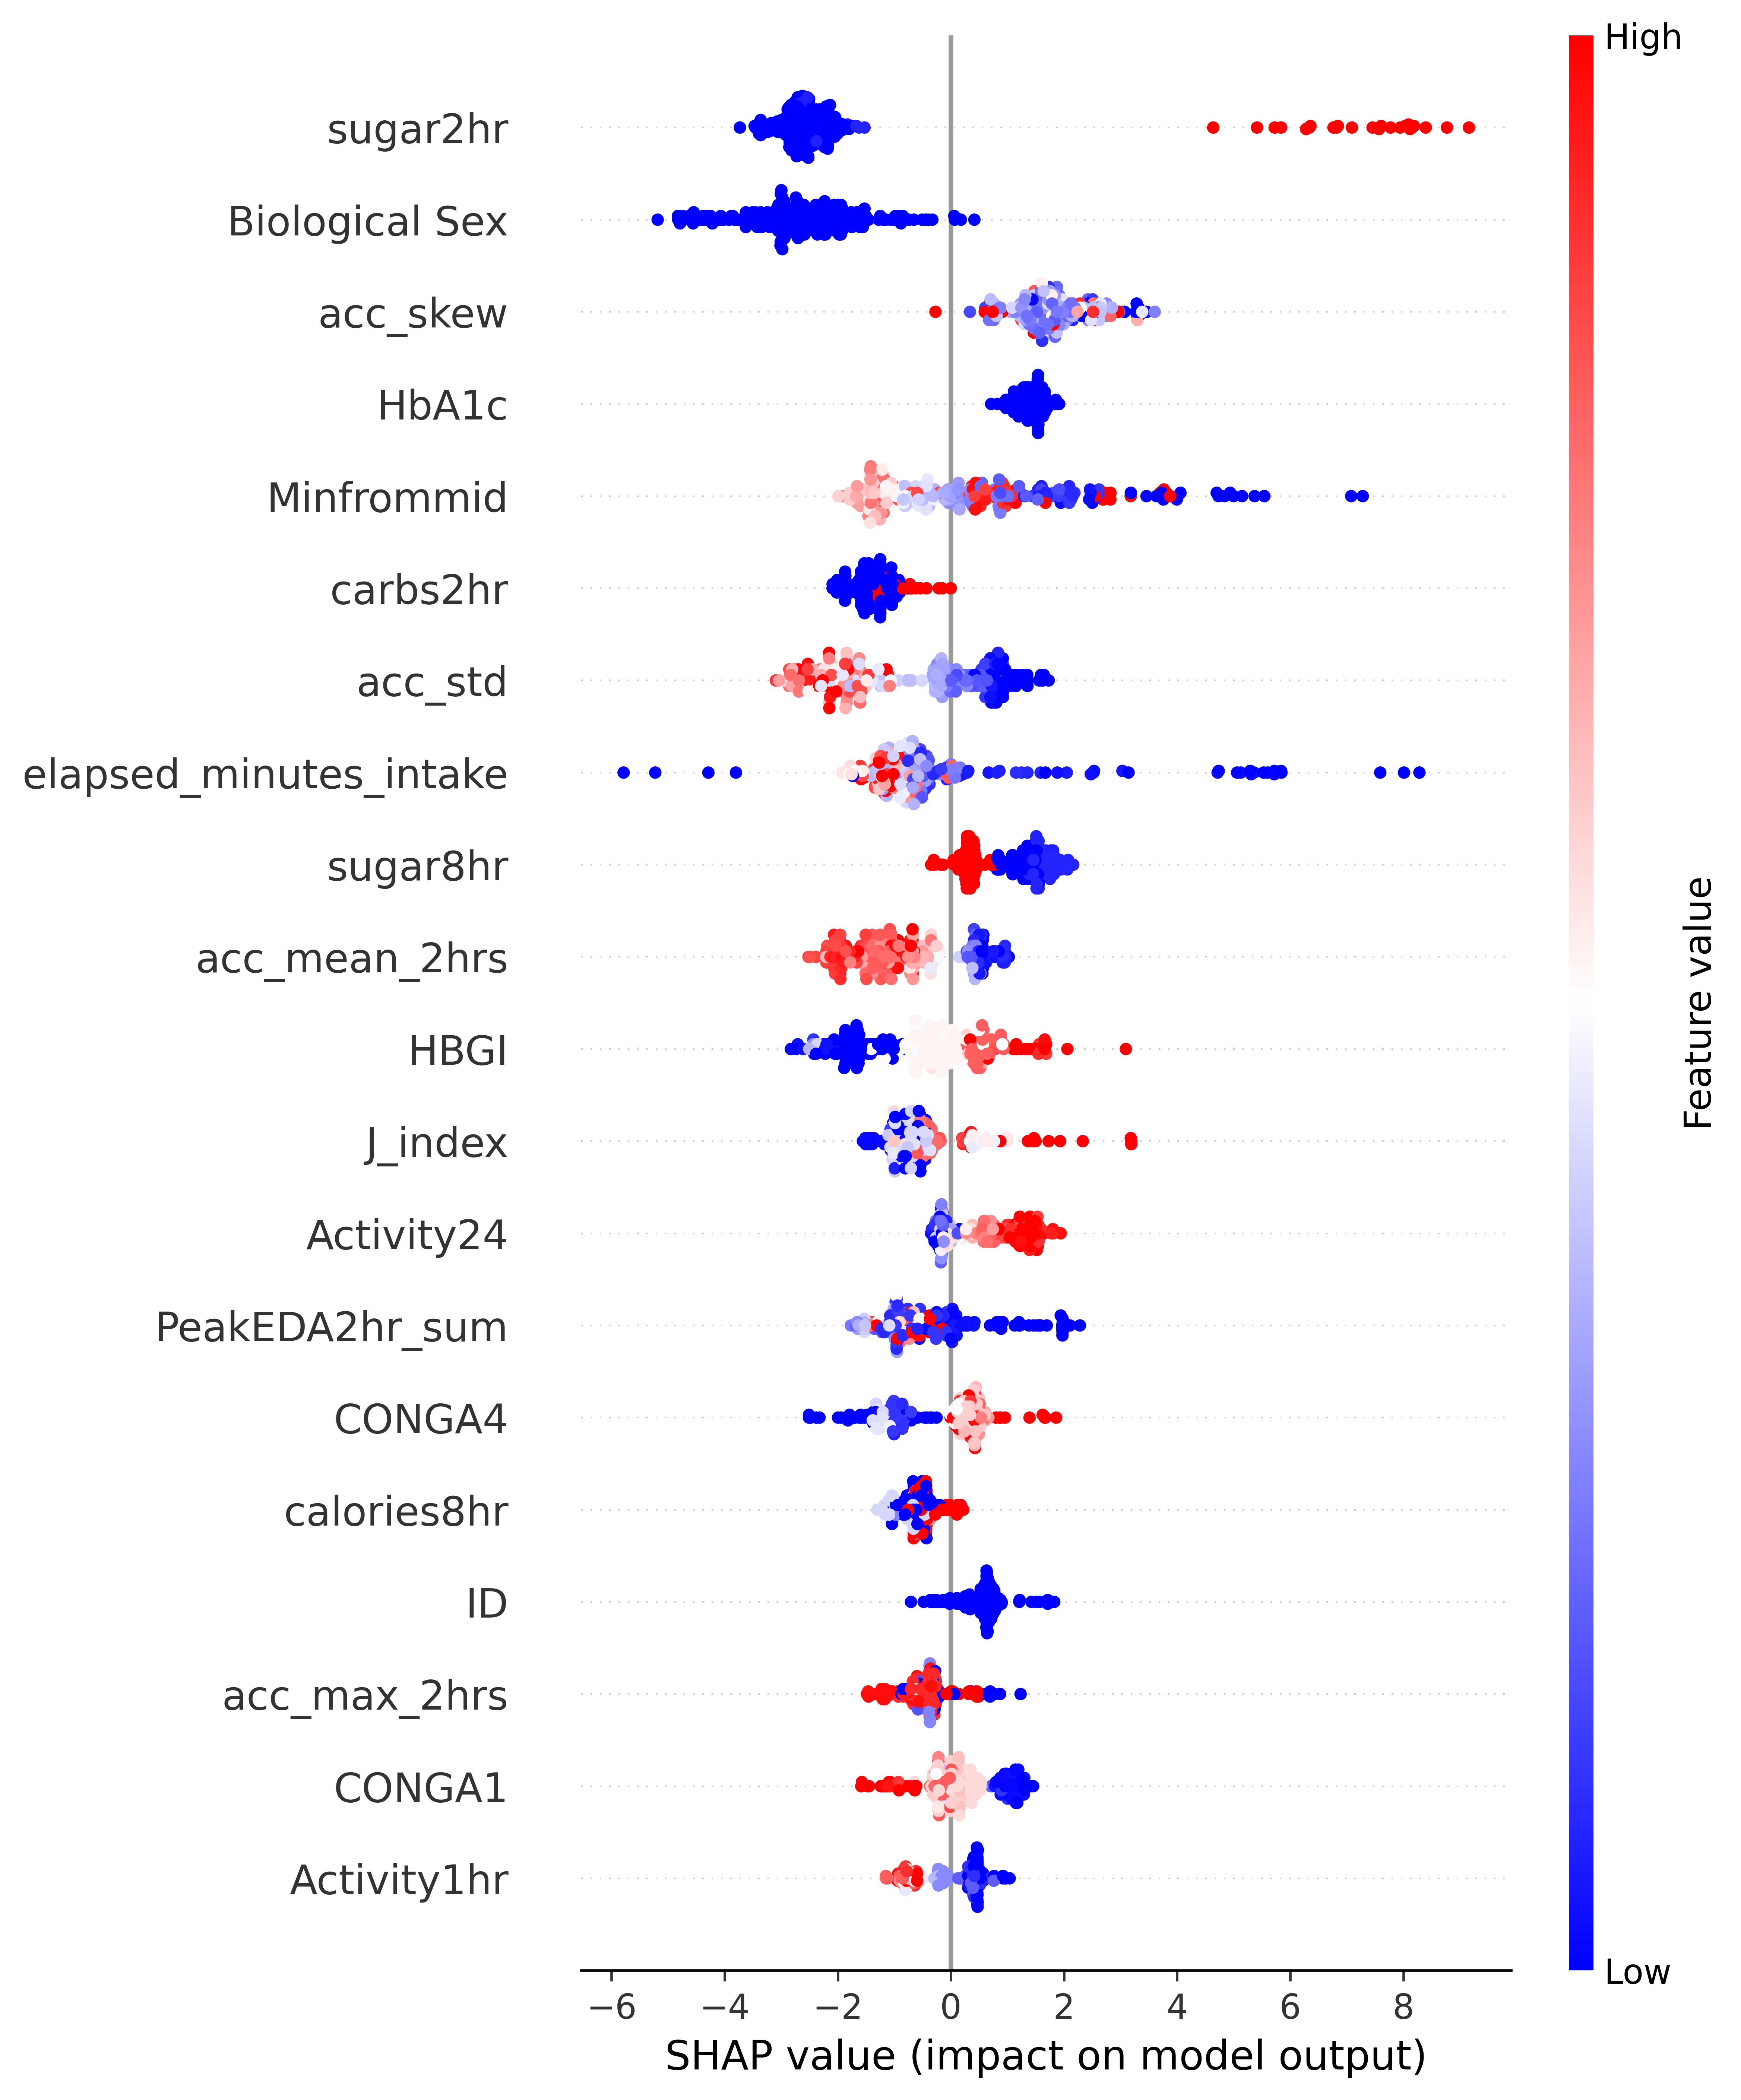 High
sugar2hr
Biological Sex
acc_skew
HbA1c
Minfrommid
carbs2hr
acc_std
elapsed_minutes_intake
sugar8hr
acc_mean_2hrs
HBGI
J_index
Activity24
PeakEDA2hr_sum
CONGA4
calories8hr
ID
acc_max_2hrs
CONGA1
Activity1hr
Feature value
Low
−6 −4 −2 0 2 4 6 8
SHAP value (impact on model output)